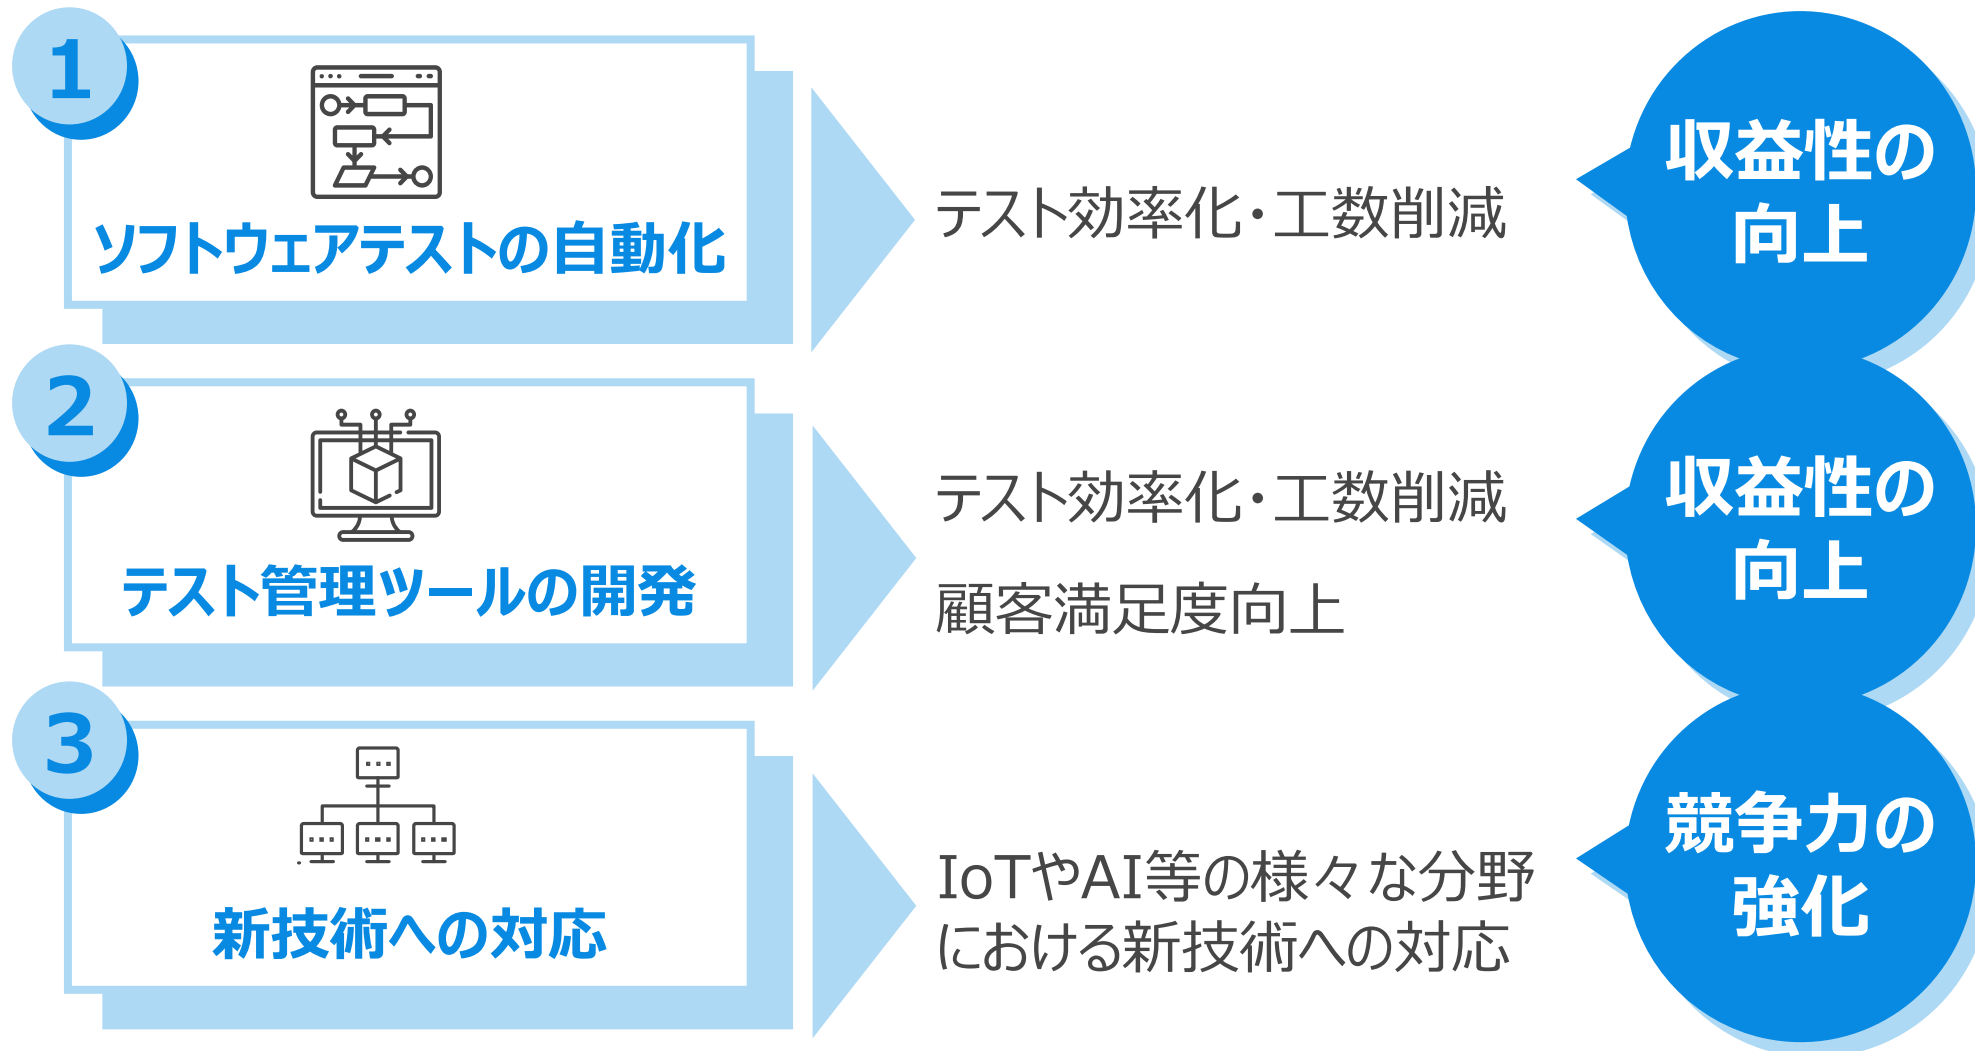 1
ソフトウェアテストの自動化
テスト効率化・工数削減
収益性の
向上
2
テスト管理ツールの開発
テスト効率化・工数削減
顧客満足度向上
収益性の
向上
3
新技術への対応
IoTやAI等の様々な分野
における新技術への対応
競争力の
強化